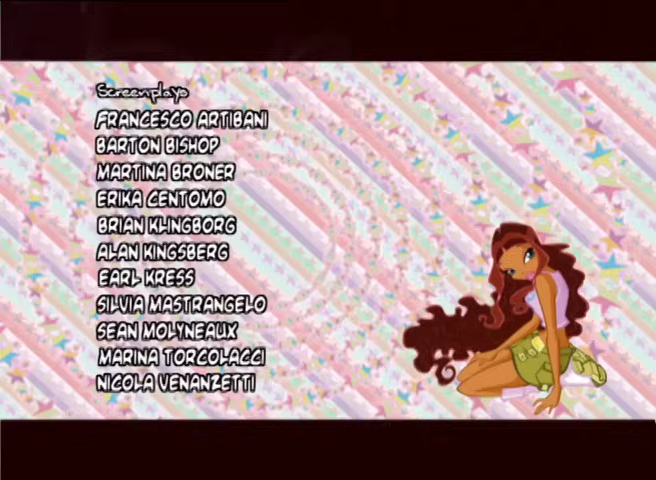 Screenplays
FRANCESCO ARTIBANI
BARTON BISHOP
MARTINA BRONER
ERIKA CENTOMO
BRIAN KLINGBORG
ALAN KINGSBERG
EARL KRESS
SILVIA MASTRANGELO
SEAN MOLYNEAUX
MARINA TORCOLACCI
NICOLA VENANZETTI